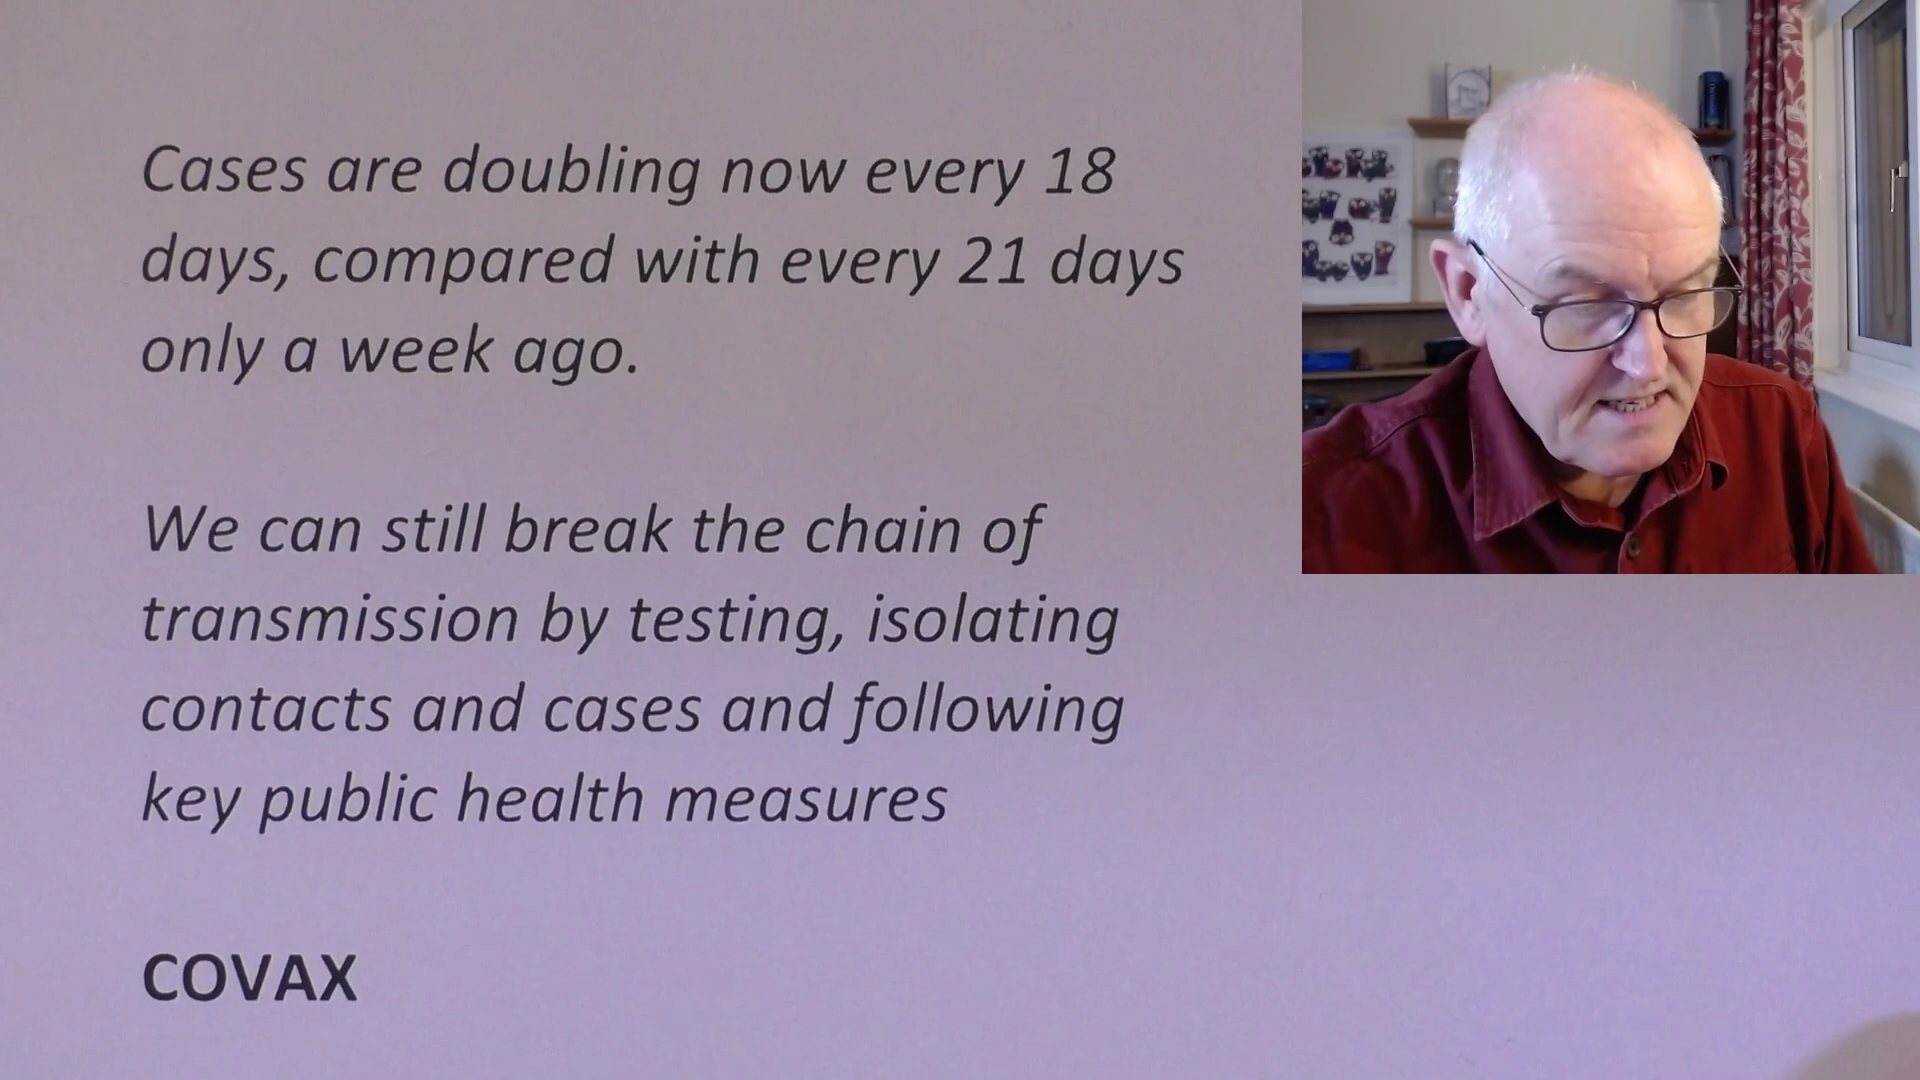 Cases are doubling now every 18
days, compared with every 21 days
only a week ago.
We can still break the chain of
transmission by testing, isolating
contacts and cases and following
key public health measures
COVAX